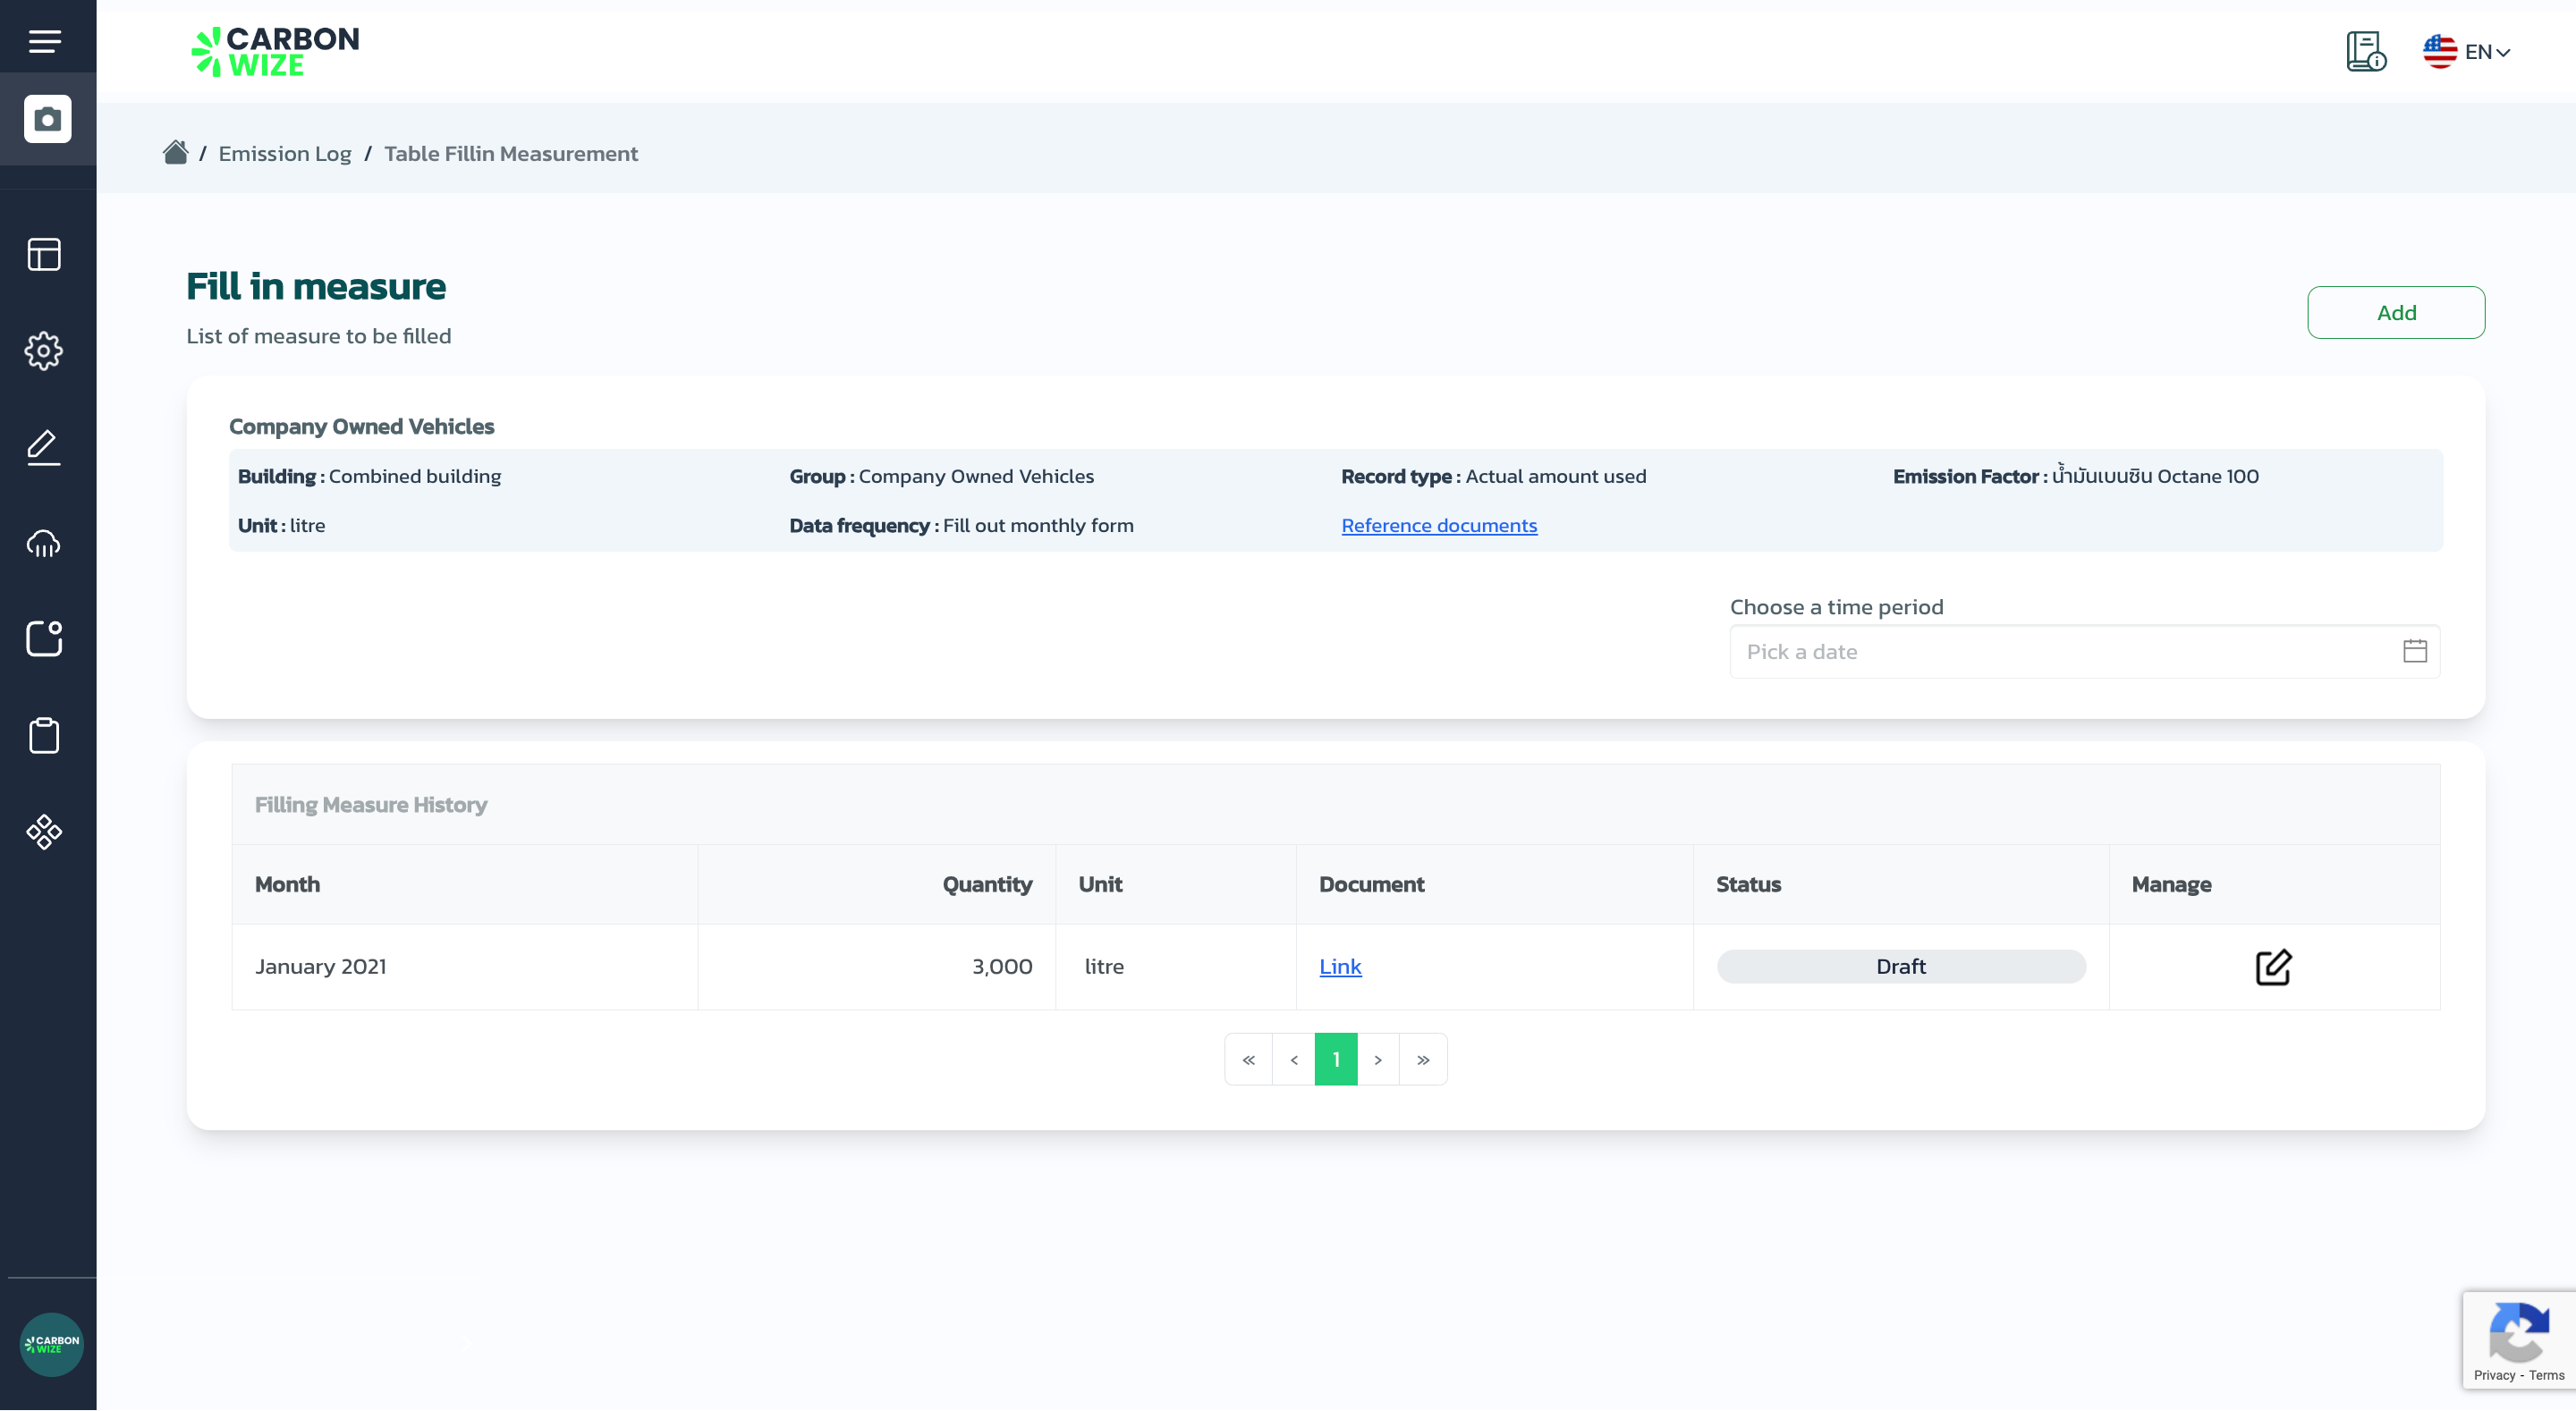 CARBON
WIZE
EN
/ Emission Log / Table Fillin Measurement
Fill in measure
List of measure to be filled
Add
Company Owned Vehicles
Building : Combined building
Group : Company Owned Vehicles
Record type : Actual amount used
Emission Factor : น้ำมันเบนซิน Octane 100
Unit : litre
Data frequency : Fill out monthly form
Reference documents
Choose a time period
Pick a date
Filling Measure History
Month Quantity Unit Document Status Manage
January 2021 3,000 litre Link Draft
« ‹ 1 › »
CARBON
WIZE
Privacy - Terms